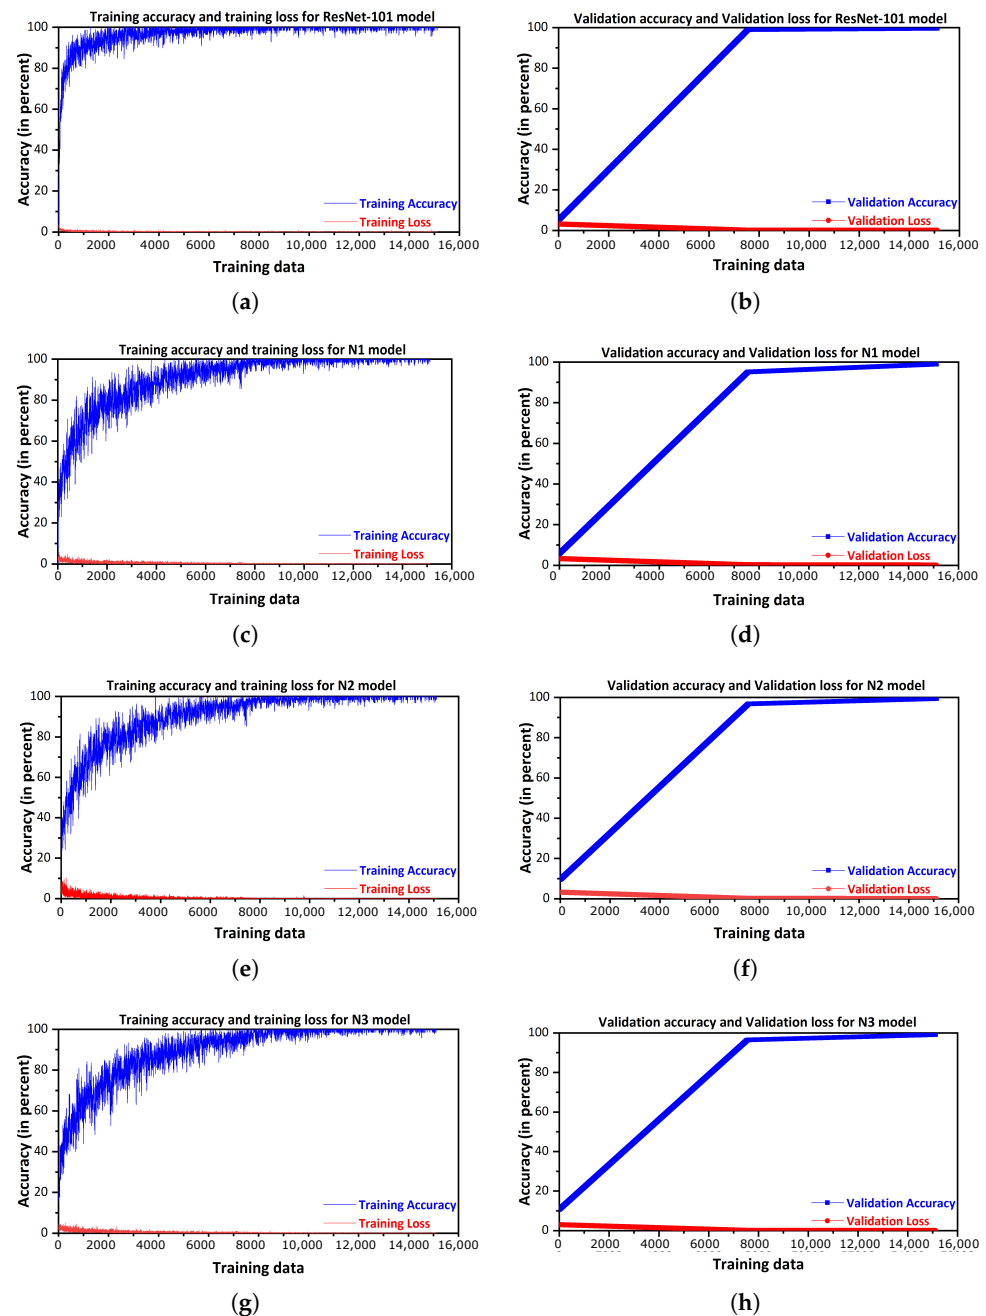 Training accuracy and training loss for ResNet-101 model
Accuracy (in percent)
100
80
60
40
20
0
Training Accuracy
Training Loss
0 2000 4000 6000 8000 10,000 12,000 14,000 16,000
Training data
(a)
Validation accuracy and Validation loss for ResNet-101 model
Accuracy (in percent)
100
80
60
40
20
0
Validation Accuracy
Validation Loss
0 2000 4000 6000 8000 10,000 12,000 14,000 16,000
Training data
(b)
Training accuracy and training loss for N1 model
Accuracy (in percent)
100
80
60
40
20
0
Training Accuracy
Training Loss
0 2000 4000 6000 8000 10,000 12,000 14,000 16,000
Training data
(c)
Validation accuracy and Validation loss for N1 model
Accuracy (in percent)
100
80
60
40
20
0
Validation Accuracy
Validation Loss
0 2000 4000 6000 8000 10,000 12,000 14,000 16,000
Training data
(d)
Training accuracy and training loss for N2 model
Accuracy (in percent)
100
80
60
40
20
0
Training Accuracy
Training Loss
0 2000 4000 6000 8000 10,000 12,000 14,000 16,000
Training data
(e)
Validation accuracy and Validation loss for N2 model
Accuracy (in percent)
100
80
60
40
20
0
Validation Accuracy
Validation Loss
0 2000 4000 6000 8000 10,000 12,000 14,000 16,000
Training data
(f)
Training accuracy and training loss for N3 model
Accuracy (in percent)
100
80
60
40
20
0
Training Accuracy
Training Loss
0 2000 4000 6000 8000 10,000 12,000 14,000 16,000
Training data
(g)
Validation accuracy and Validation loss for N3 model
Accuracy (in percent)
100
80
60
40
20
0
Validation Accuracy
Validation Loss
0 2000 4000 6000 8000 10,000 12,000 14,000 16,000
Training data
(h)